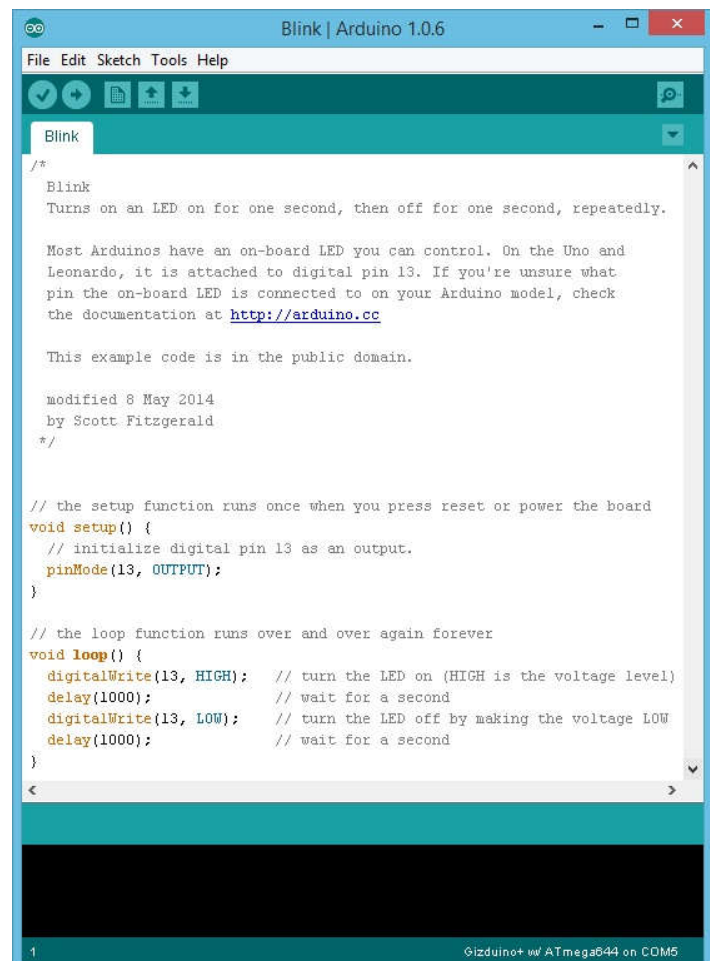 Blink | Arduino 1.0.6
File Edit Sketch Tools Help
Blink
/*
Blink
Turns on an LED on for one second, then off for one second, repeatedly.
Most Arduinos have an on-board LED you can control. On the Uno and
Leonardo, it is attached to digital pin 13. If you're unsure what
pin the on-board LED is connected to on your Arduino model, check
the documentation at http://arduino.cc
This example code is in the public domain.
modified 8 May 2014
by Scott Fitzgerald
*/
// the setup function runs once when you press reset or power the board
void setup() {
// initialize digital pin 13 as an output.
pinMode(13, OUTPUT);
}
// the loop function runs over and over again forever
void loop() {
digitalWrite(13, HIGH); // turn the LED on (HIGH is the voltage level)
delay(1000); // wait for a second
digitalWrite(13, LOW); // turn the LED off by making the voltage LOW
delay(1000); // wait for a second
}
1 Gizduino+ w/ ATmega644 on COM5